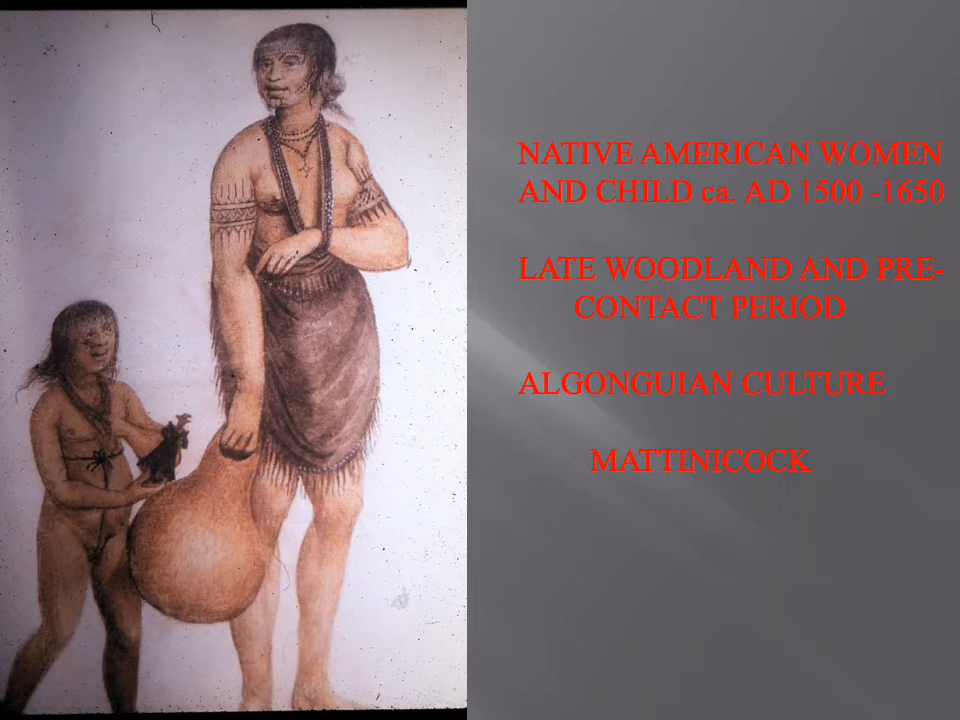 NATIVE AMERICAN WOMEN
AND CHILD ca. AD 1500 -1650
LATE WOODLAND AND PRE-
CONTACT PERIOD
ALGONGUIAN CULTURE
MATTINICOCK